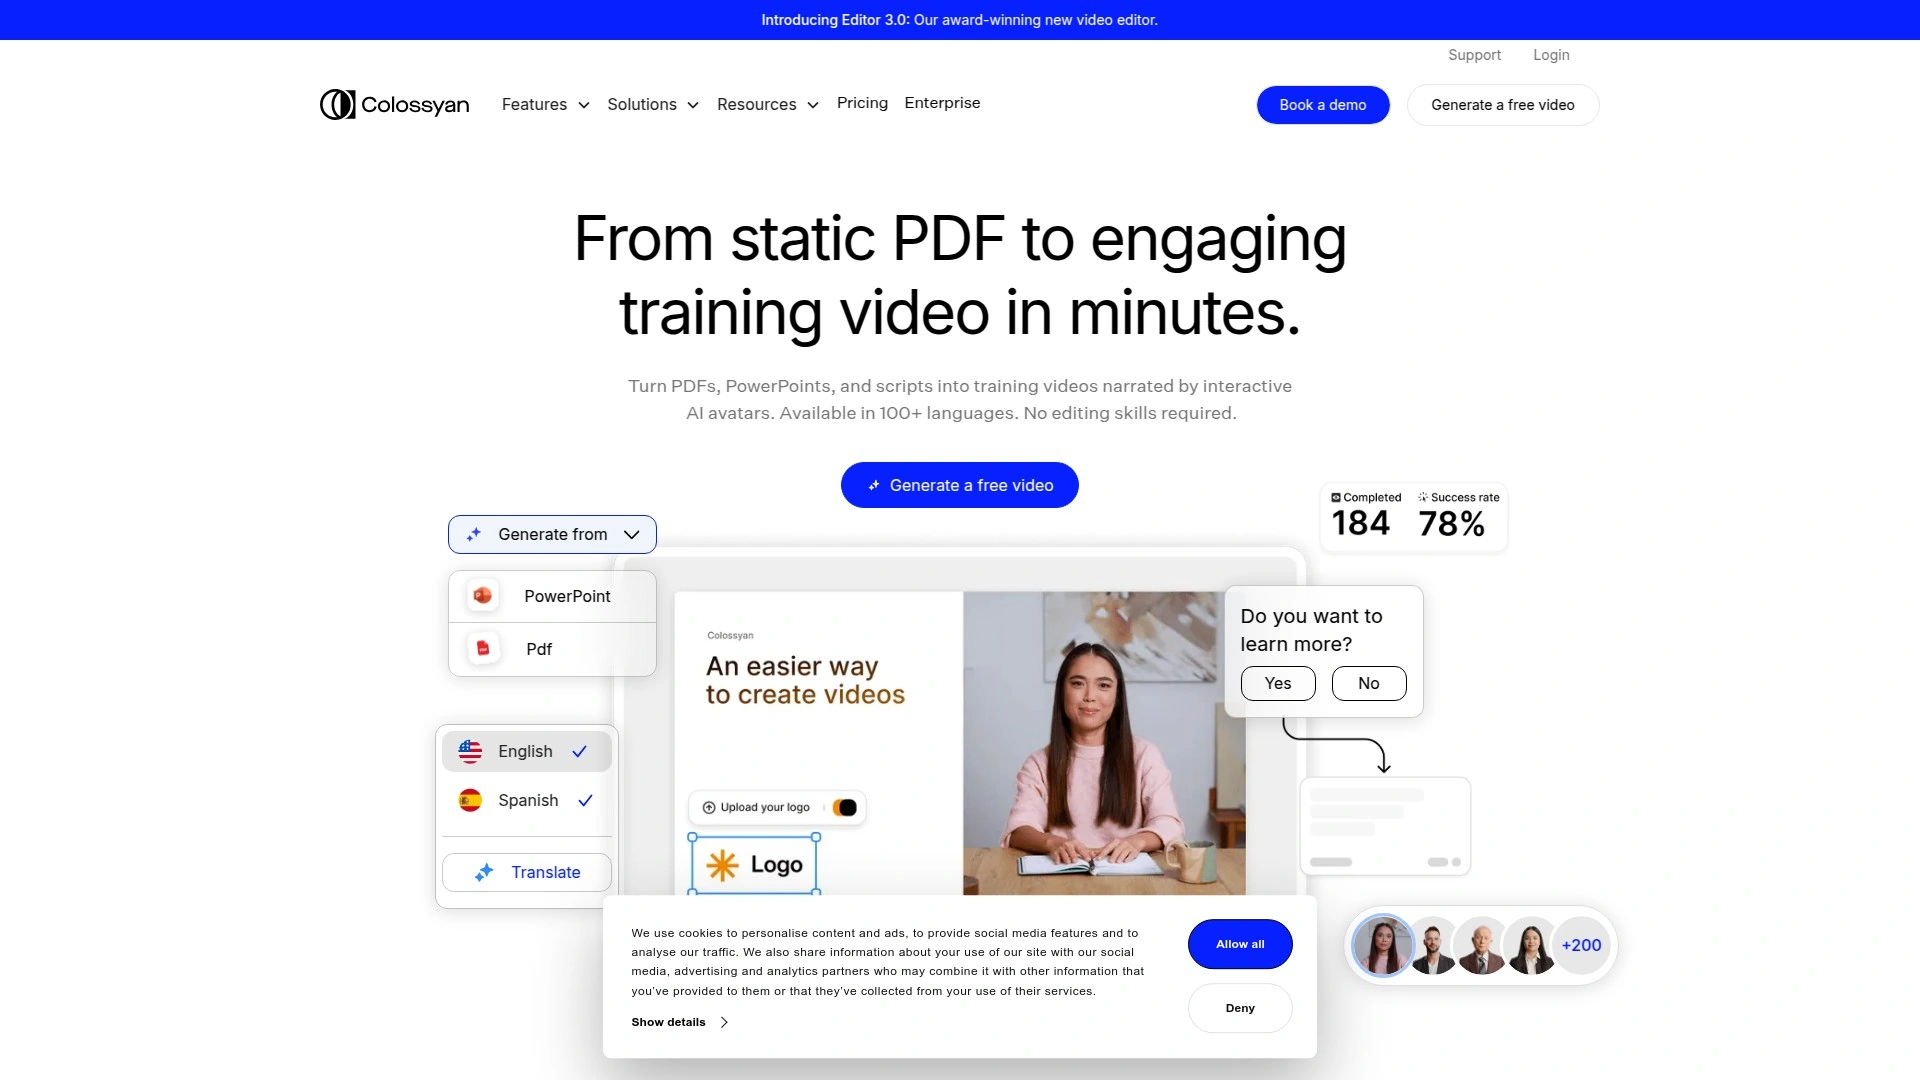 Introducing Editor 3.0: Our award-winning new video editor.
Support
Login
Colossyan
Features
Solutions
Resources
Pricing
Enterprise
Book a demo
Generate a free video
From static PDF to engaging
training video in minutes.
Turn PDFs, PowerPoints, and scripts into training videos narrated by interactive
AI avatars. Available in 100+ languages. No editing skills required.
Generate a free video
Completed
184
Success rate
78%
Generate from
PowerPoint
Pdf
English
Spanish
Translate
Colossyan
An easier way
to create videos
Upload your logo
Logo
Do you want to
learn more?
Yes
No
+200
We use cookies to personalise content and ads, to provide social media features and to
analyse our traffic. We also share information about your use of our site with our social
media, advertising and analytics partners who may combine it with other information that
you've provided to them or that they've collected from your use of their services.
Show details
Allow all
Deny